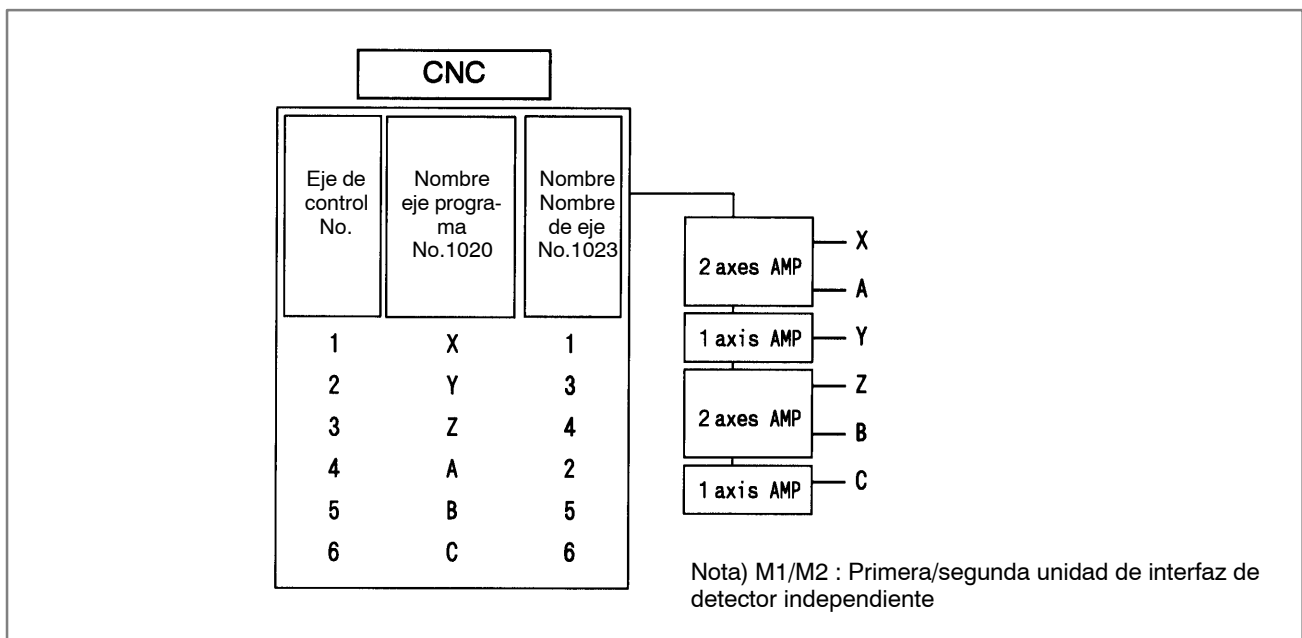 CNC
Eje de
control
No.
Nombre
eje progra-
ma
No.1020
Nombre
Nombre
de eje
No.1023
1 X 1
2 Y 3
3 Z 4
4 A 2
5 B 5
6 C 6
2 axes AMP
X
A
1 axis AMP
Y
2 axes AMP
Z
B
1 axis AMP
C
Nota) M1/M2 : Primera/segunda unidad de interfaz de
detector independiente